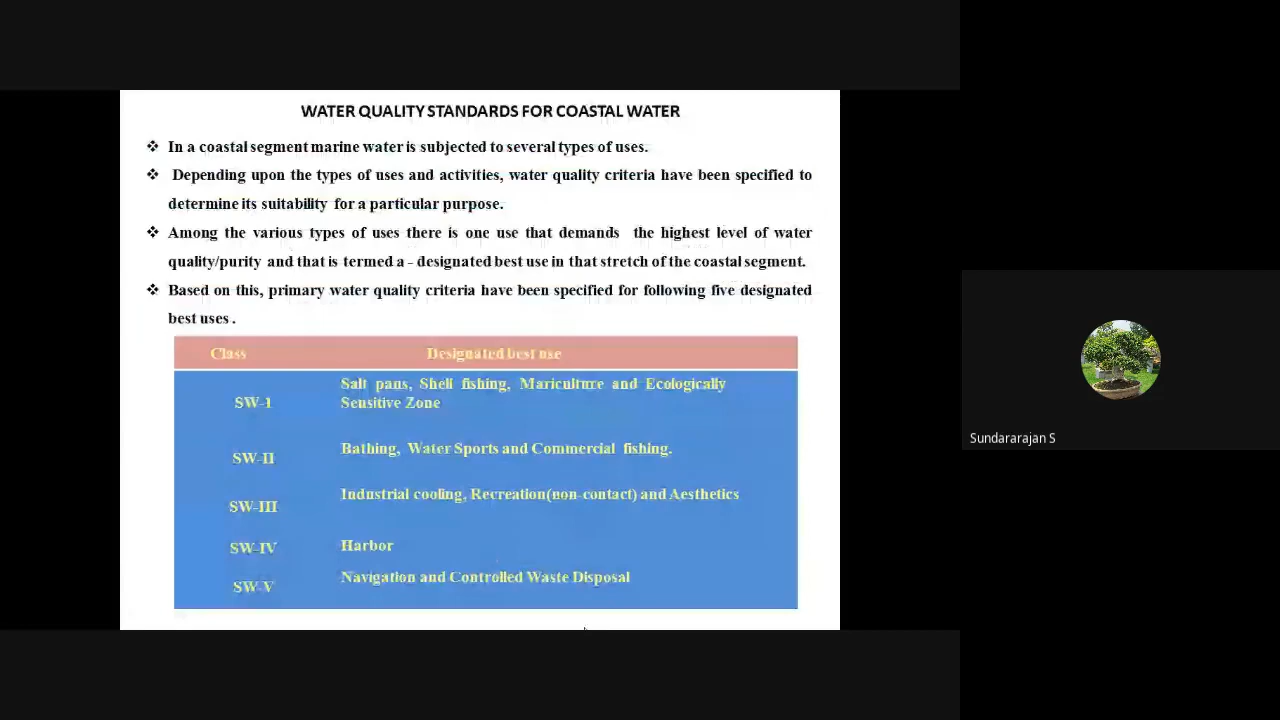 WATER QUALITY STANDARDS FOR COASTAL WATER
❖ In a coastal segment marine water is subjected to several types of uses.
❖ Depending upon the types of uses and activities, water quality criteria have been specified to
determine its suitability for a particular purpose.
❖ Among the various types of uses there is one use that demands the highest level of water
quality/purity and that is termed a - designated best use in that stretch of the coastal segment.
❖ Based on this, primary water quality criteria have been specified for following five designated
best uses .
Class Designated best use
Salt pans, Shell fishing, Mariculture and Ecologically
SW-1 Sensitive Zone
SW-II Bathing, Water Sports and Commercial fishing.
SW-III Industrial cooling, Recreation(non-contact) and Aesthetics
SW-IV Harbor
SW-V Navigation and Controlled Waste Disposal
Sundararajan S